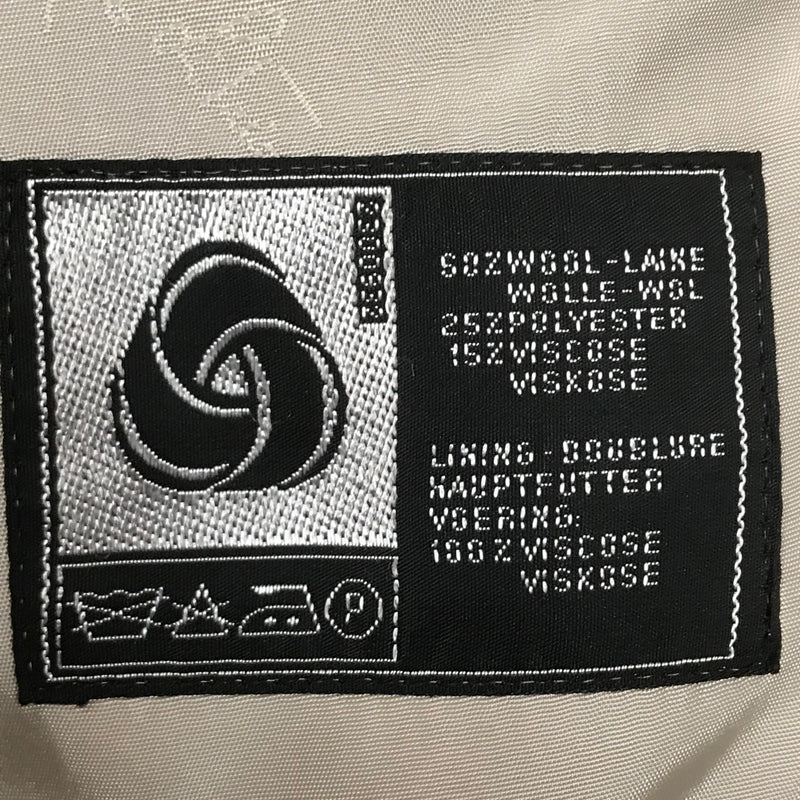 60% WOOL-LAINE
WOLLE-WOL
25% POLYESTER
15% VISCOSE
VISKOSE
LINING-DOUBLURE
HAUPTFUTTER
VOERING:
100% VISCOSE
VISKOSE
P